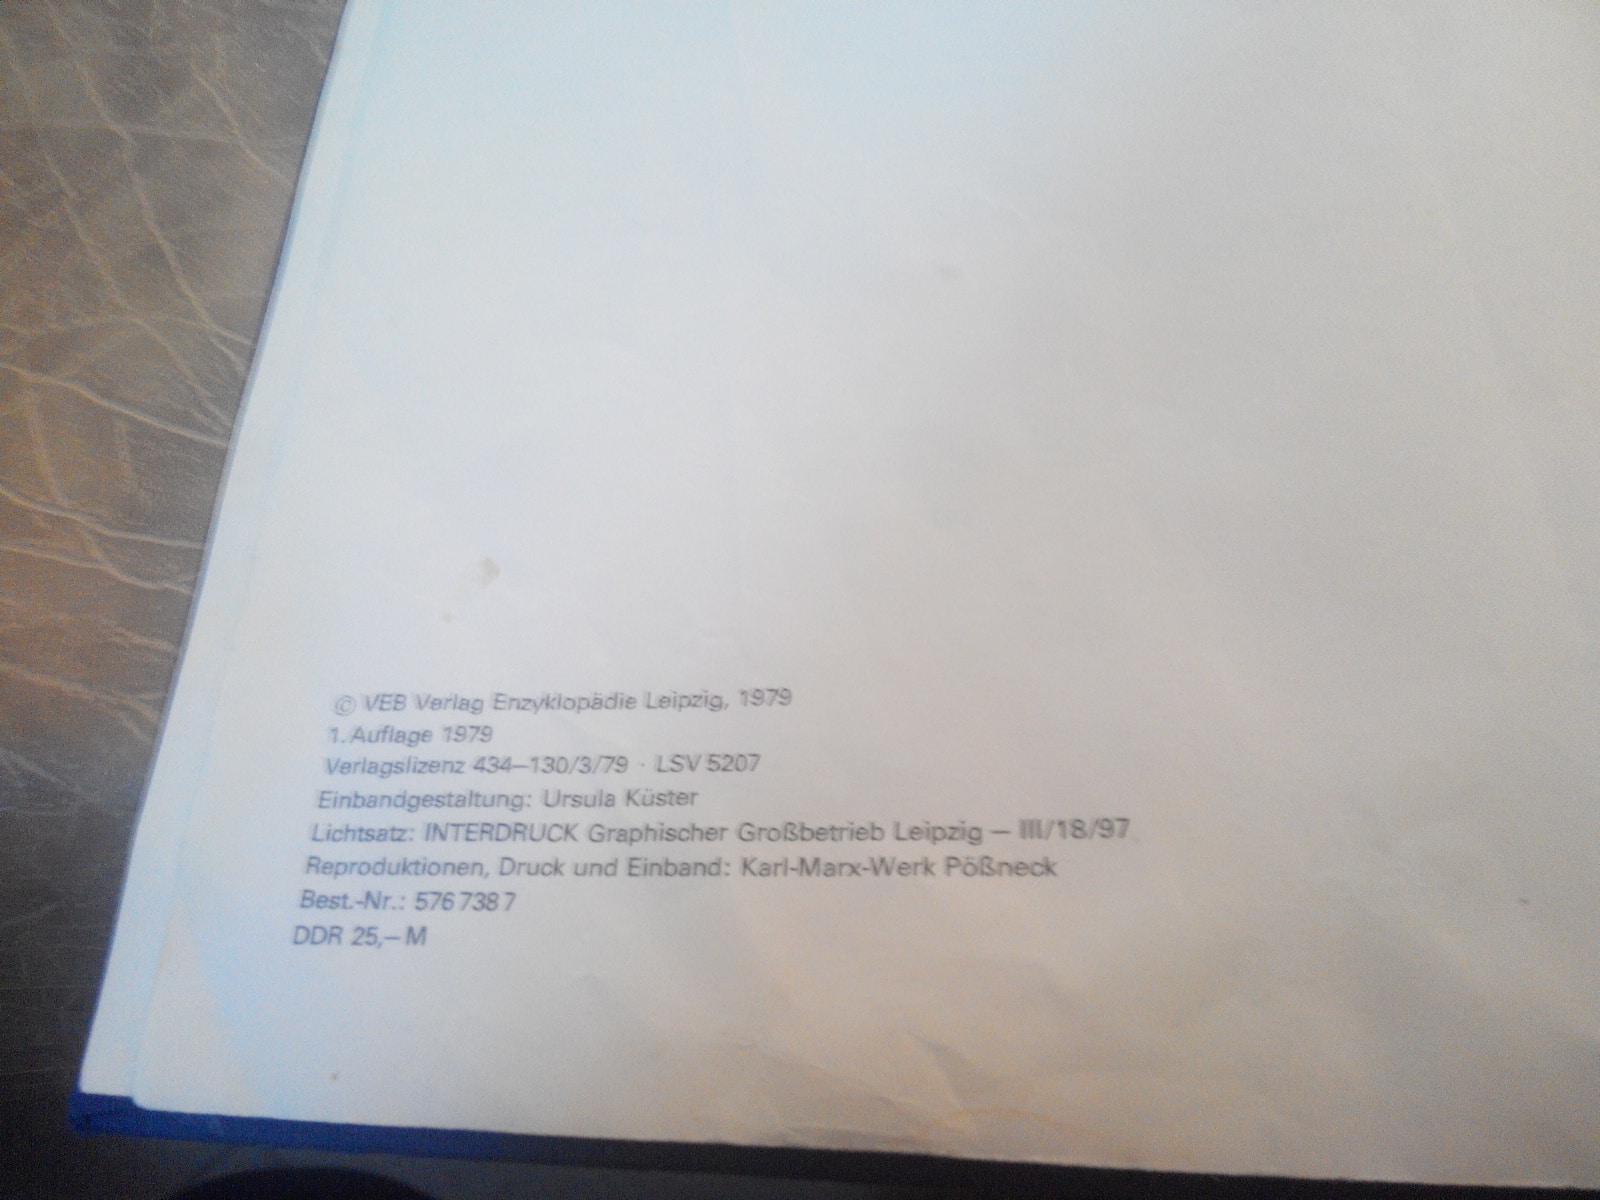 © VEB Verlag Enzyklopädie Leipzig, 1979
1. Auflage 1979
Verlagslizenz 434–130/3/79 · LSV 5207
Einbandgestaltung: Ursula Küster
Lichtsatz: INTERDRUCK Graphischer Großbetrieb Leipzig – III/18/97
Reproduktionen, Druck und Einband: Karl-Marx-Werk Pößneck
Best.-Nr.: 576 738 7
DDR 25,– M